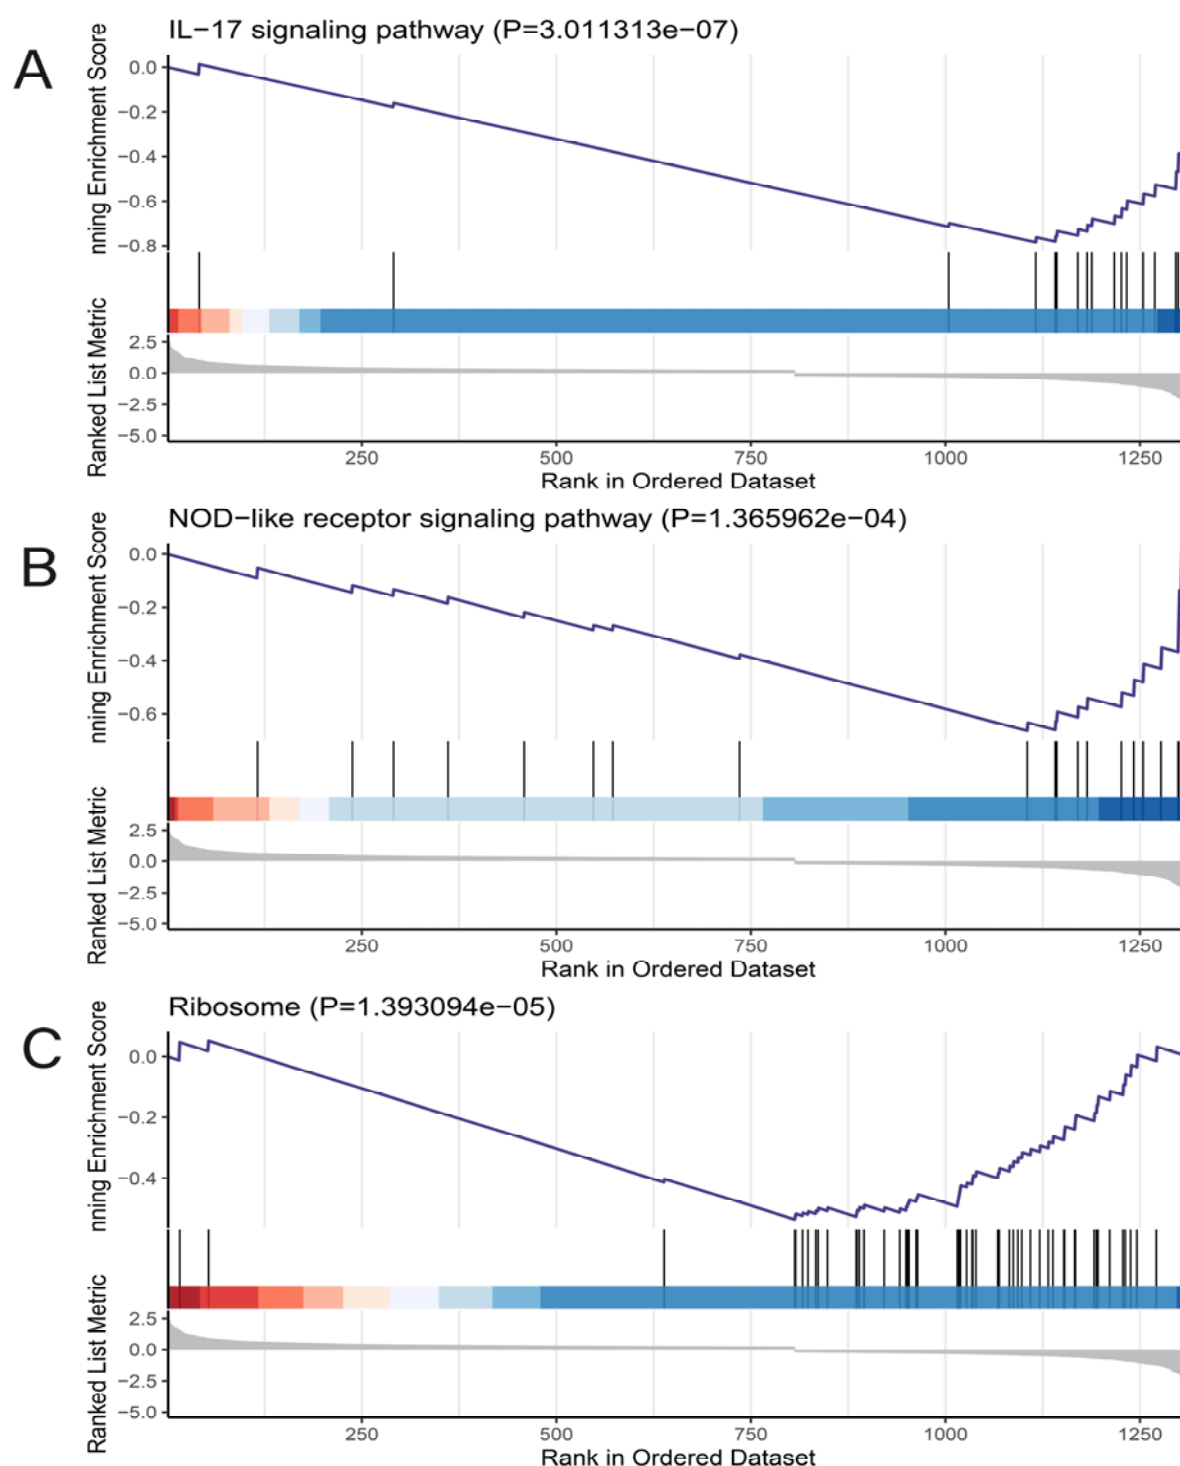 A
IL−17 signaling pathway (P=3.011313e−07)
nning Enrichment Score
0.0
−0.2
−0.4
−0.6
−0.8
Ranked List Metric
2.5
0.0
−2.5
−5.0
250 500 750 1000 1250
Rank in Ordered Dataset
B
NOD−like receptor signaling pathway (P=1.365962e−04)
nning Enrichment Score
0.0
−0.2
−0.4
−0.6
Ranked List Metric
2.5
0.0
−2.5
−5.0
250 500 750 1000 1250
Rank in Ordered Dataset
C
Ribosome (P=1.393094e−05)
nning Enrichment Score
0.0
−0.2
−0.4
Ranked List Metric
2.5
0.0
−2.5
−5.0
250 500 750 1000 1250
Rank in Ordered Dataset